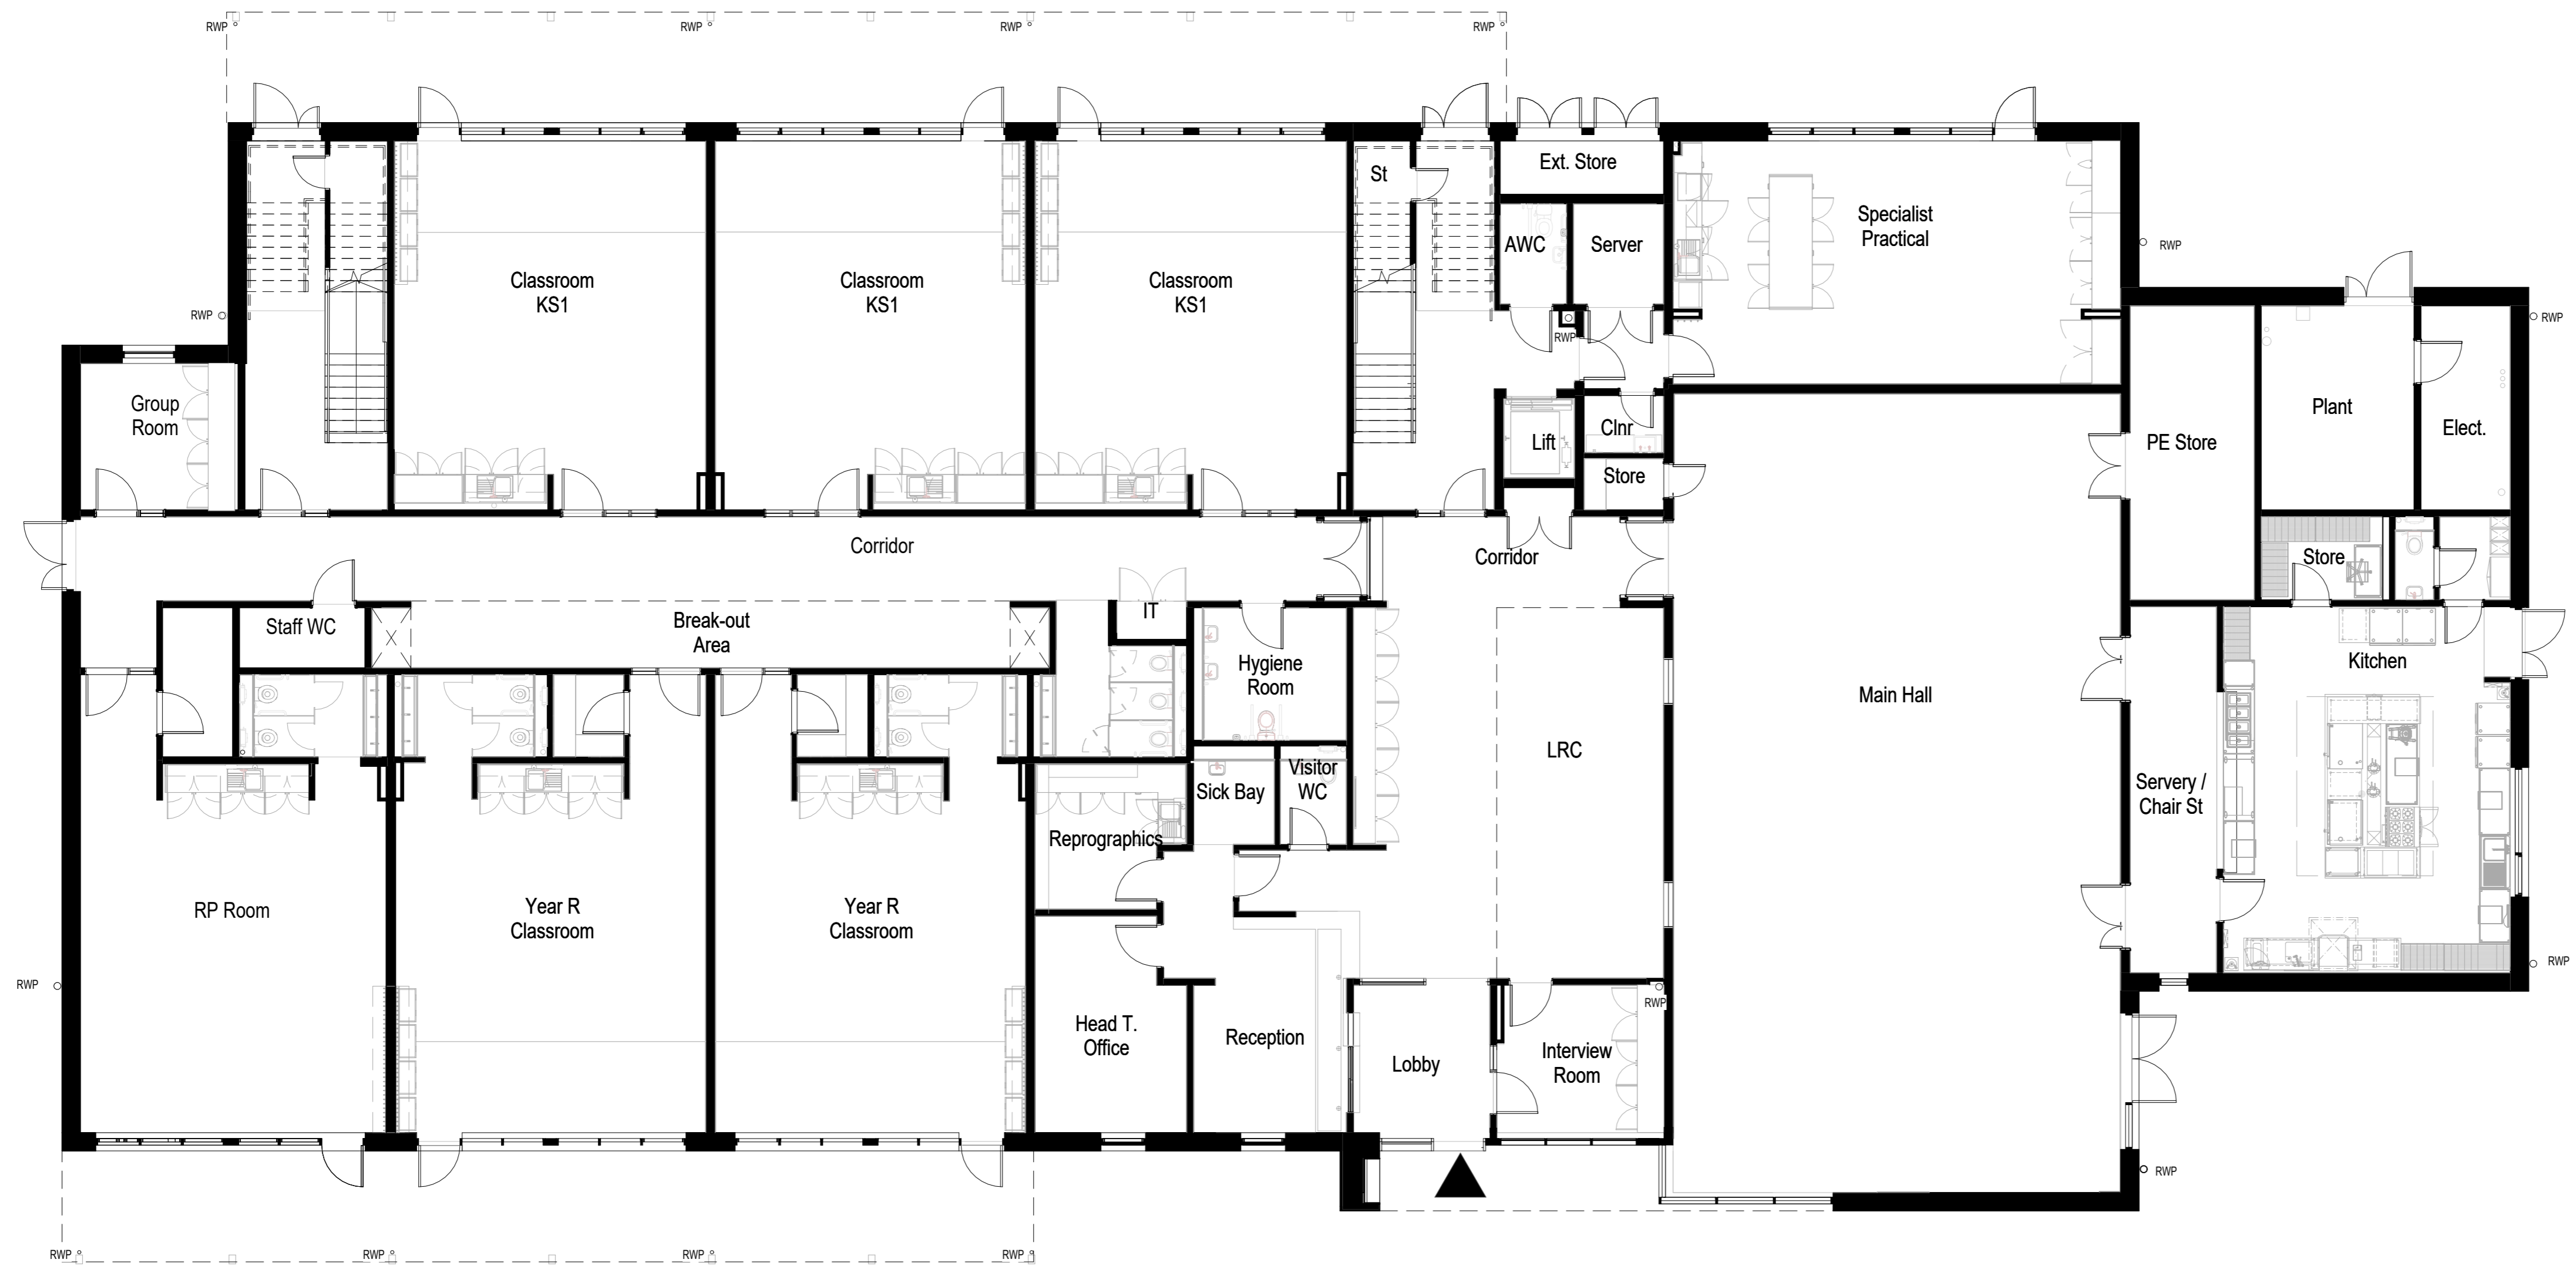 RWP
RWP
RWP
RWP
St
Ext. Store
AWC
Server
Specialist
Practical
RWP
Classroom
KS1
Classroom
KS1
Classroom
KS1
RWP
RWP
RWP
Group
Room
Lift
Clnr
Store
PE Store
Plant
Elect.
Corridor
Corridor
Store
Staff WC
Break-out
Area
IT
Hygiene
Room
Kitchen
Main Hall
LRC
Visitor
WC
Sick Bay
Servery /
Chair St
Reprographics
RP Room
Year R
Classroom
Year R
Classroom
RWP
RWP
RWP
Head T.
Office
Reception
Lobby
Interview
Room
RWP
RWP
RWP
RWP
RWP